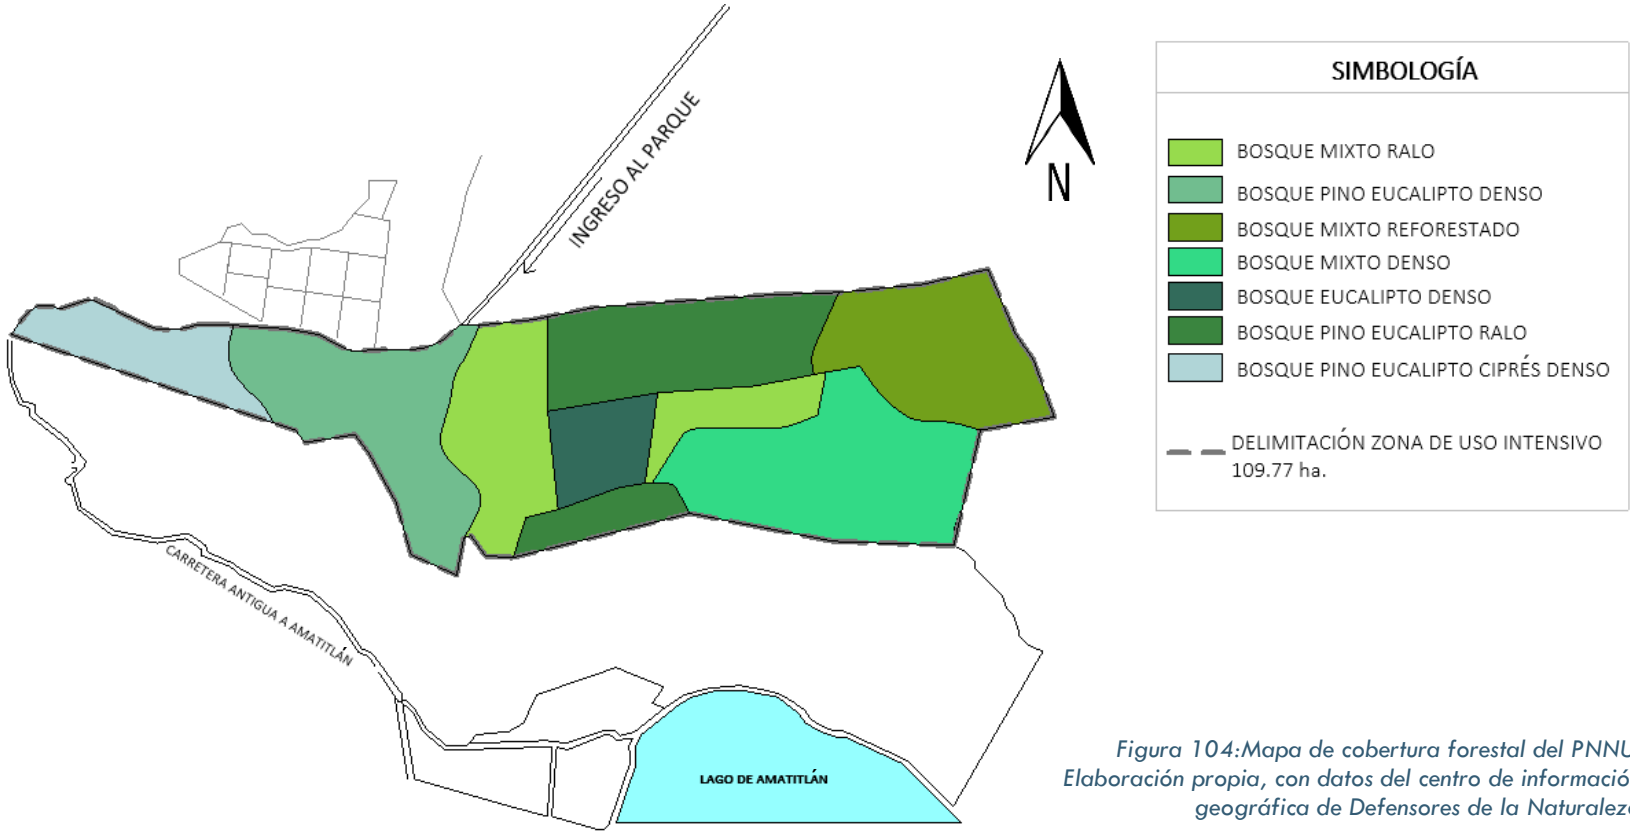 INGRESO AL PARQUE
N
SIMBOLOGÍA
BOSQUE MIXTO RALO
BOSQUE PINO EUCALIPTO DENSO
BOSQUE MIXTO REFORESTADO
BOSQUE MIXTO DENSO
BOSQUE EUCALIPTO DENSO
BOSQUE PINO EUCALIPTO RALO
BOSQUE PINO EUCALIPTO CIPRÉS DENSO
DELIMITACIÓN ZONA DE USO INTENSIVO
109.77 ha.
CARRETERA ANTIGUA A AMATITLÁN
LAGO DE AMATITLÁN
Figura 104:Mapa de cobertura forestal del PNNU
Elaboración propia, con datos del centro de informació
geográfica de Defensores de la Naturalez